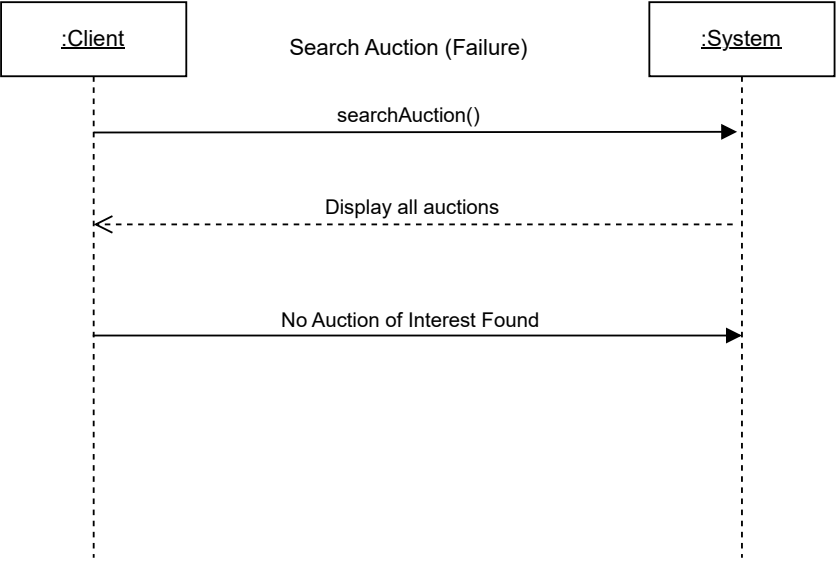 :Client
Search Auction (Failure)
:System
searchAuction()
Display all auctions
No Auction of Interest Found